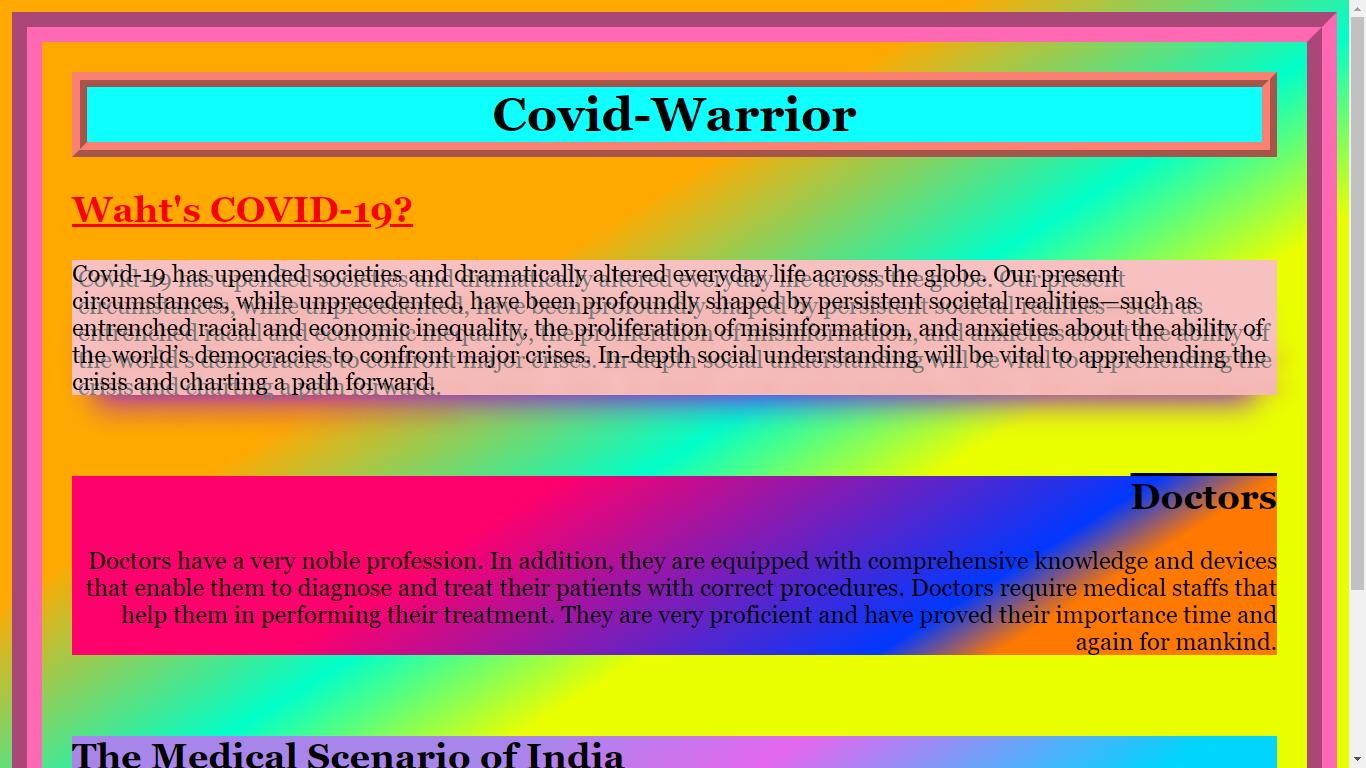 Covid-Warrior
Waht's COVID-19?
Covid-19 has upended societies and dramatically altered everyday life across the globe. Our present
circumstances, while unprecedented, have been profoundly shaped by persistent societal realities—such as
entrenched racial and economic inequality, the proliferation of misinformation, and anxieties about the ability of
the world's democracies to confront major crises. In-depth social understanding will be vital to apprehending the
crisis and charting a path forward.
Doctors
Doctors have a very noble profession. In addition, they are equipped with comprehensive knowledge and devices
that enable them to diagnose and treat their patients with correct procedures. Doctors require medical staffs that
help them in performing their treatment. They are very proficient and have proved their importance time and
again for mankind.
The Medical Scenario of India